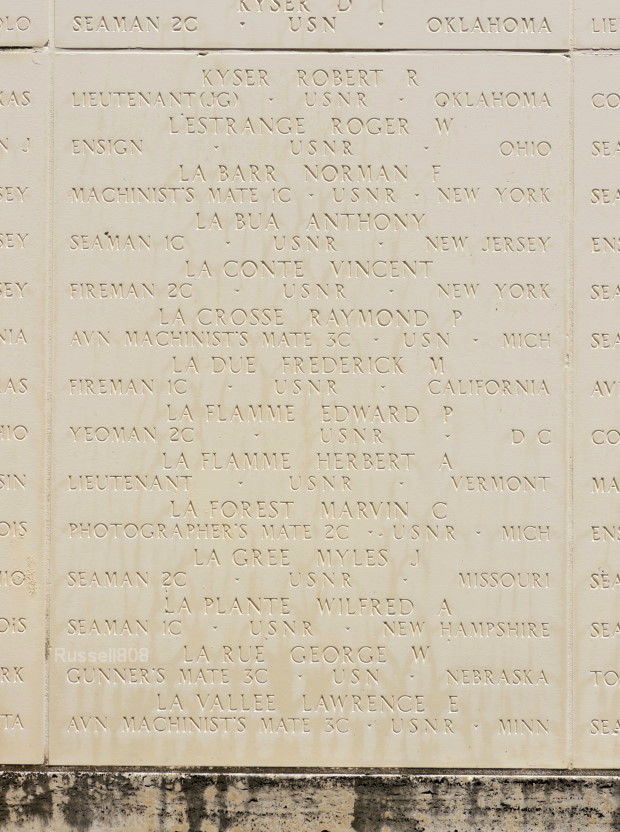 KYSER D T
SEAMAN 2C · USN · OKLAHOMA
KYSER ROBERT R
LIEUTENANT (JG) · USNR · OKLAHOMA
L'ESTRANGE ROGER W
ENSIGN USNR OHIO
LA BARR NORMAN F
MACHINIST'S MATE 1C · USNR · NEW YORK
LA BUA ANTHONY
SEAMAN 1C · USNR · NEW JERSEY
LA CONTE VINCENT
FIREMAN 2C · USNR · NEW YORK
LA CROSSE RAYMOND P
AVN MACHINIST'S MATE 3C · USN · MICH
LA DUE FREDERICK M
FIREMAN 1C · USNR · CALIFORNIA
LA FLAMME EDWARD P
YEOMAN 2C · USNR · D C
LA FLAMME HERBERT A
LIEUTENANT · USNR · VERMONT
LA FOREST MARVIN C
PHOTOGRAPHER'S MATE 2C · USNR · MICH
LA GREE MYLES J
SEAMAN 2C · USNR · MISSOURI
LA PLANTE WILFRED A
SEAMAN 1C · USNR · NEW HAMPSHIRE
Russell808
LA RUE GEORGE W
GUNNER'S MATE 3C · USN · NEBRASKA
LA VALLEE LAWRENCE E
AVN MACHINIST'S MATE 3C · USNR · MINN